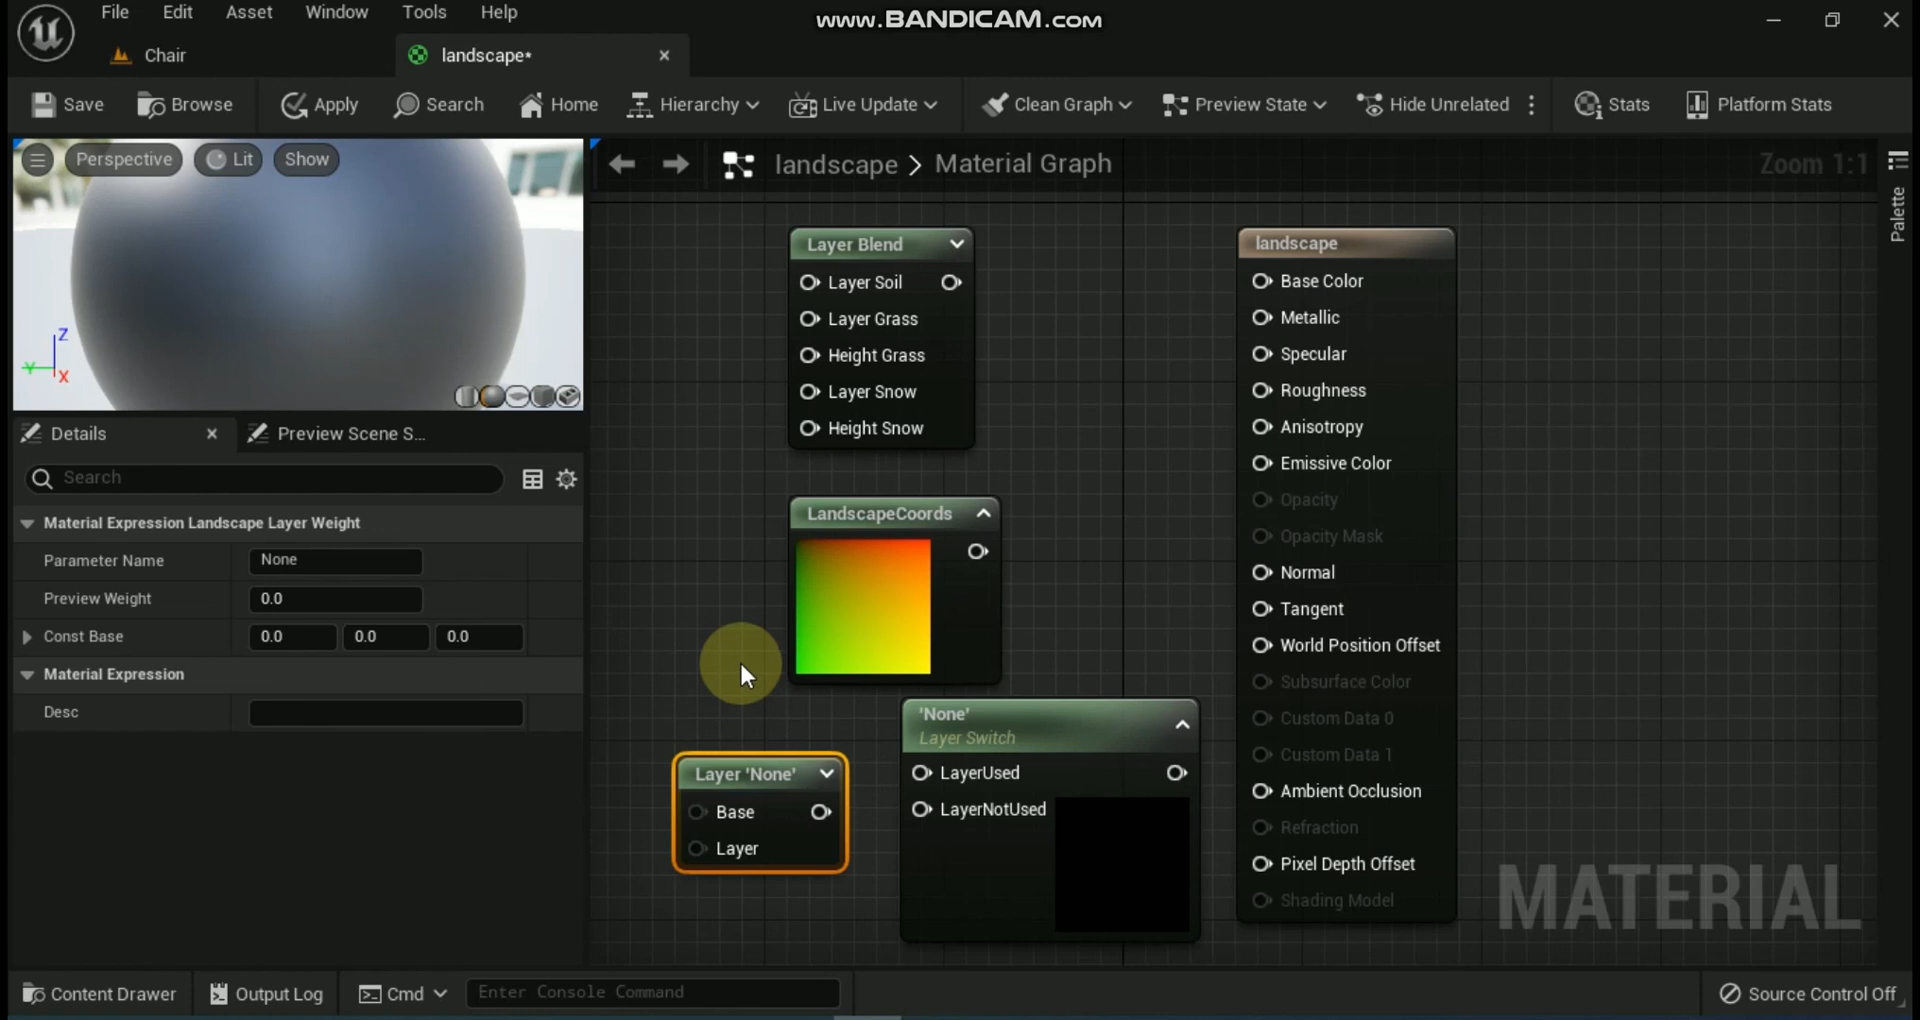 File Edit Asset Window Tools Help
www.BANDICAM.com
Chair
landscape*
Save Browse Apply Search Home Hierarchy Live Update Clean Graph Preview State Hide Unrelated Stats Platform Stats
Perspective Lit Show
landscape > Material Graph
Zoom 1:1
Palette
Z
Y
X
Details
Preview Scene S...
Search
Material Expression Landscape Layer Weight
Parameter Name None
Preview Weight 0.0
Const Base 0.0 0.0 0.0
Material Expression
Desc
Layer Blend
Layer Soil
Layer Grass
Height Grass
Layer Snow
Height Snow
LandscapeCoords
Layer 'None'
Base
Layer
'None'
Layer Switch
LayerUsed
LayerNotUsed
landscape
Base Color
Metallic
Specular
Roughness
Anisotropy
Emissive Color
Opacity
Opacity Mask
Normal
Tangent
World Position Offset
Subsurface Color
Custom Data 0
Custom Data 1
Ambient Occlusion
Refraction
Pixel Depth Offset
Shading Model
MATERIAL
Content Drawer Output Log Cmd Enter Console Command Source Control Off